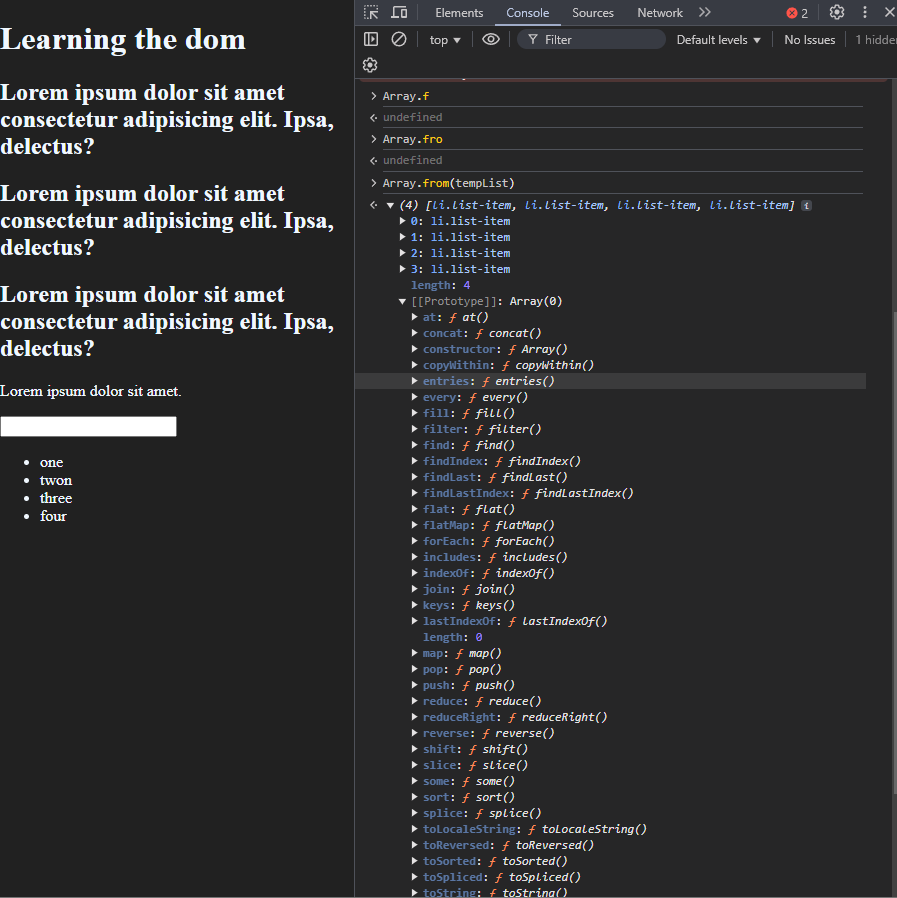 Learning the dom
Lorem ipsum dolor sit amet
consectetur adipisicing elit. Ipsa,
delectus?
Lorem ipsum dolor sit amet
consectetur adipisicing elit. Ipsa,
delectus?
Lorem ipsum dolor sit amet
consectetur adipisicing elit. Ipsa,
delectus?
Lorem ipsum dolor sit amet.
• one
• twon
• three
• four
Elements Console Sources Network 2
top Filter Default levels No Issues 1 hidden
Array.f
undefined
Array.fro
undefined
Array.from(templist)
(4) [li.list-item, li.list-item, li.list-item, li.list-item] i
0: li.list-item
1: li.list-item
2: li.list-item
3: li.list-item
length: 4
[[Prototype]]: Array(0)
at: ƒ at()
concat: ƒ concat()
constructor: ƒ Array()
copyWithin: ƒ copyWithin()
entries: ƒ entries()
every: ƒ every()
fill: ƒ fill()
filter: ƒ filter()
find: ƒ find()
findIndex: ƒ findIndex()
findLast: ƒ findLast()
findLastIndex: ƒ findLastIndex()
flat: ƒ flat()
flatMap: ƒ flatMap()
forEach: ƒ forEach()
includes: ƒ includes()
indexOf: ƒ indexOf()
join: ƒ join()
keys: ƒ keys()
lastIndexOf: ƒ lastIndexOf()
length: 0
map: ƒ map()
pop: ƒ pop()
push: ƒ push()
reduce: ƒ reduce()
reduceRight: ƒ reduceRight()
reverse: ƒ reverse()
shift: ƒ shift()
slice: ƒ slice()
some: ƒ some()
sort: ƒ sort()
splice: ƒ splice()
toLocaleString: ƒ toLocaleString()
toReversed: ƒ toReversed()
toSorted: ƒ toSorted()
toSpliced: ƒ toSpliced()
toString: ƒ toString()